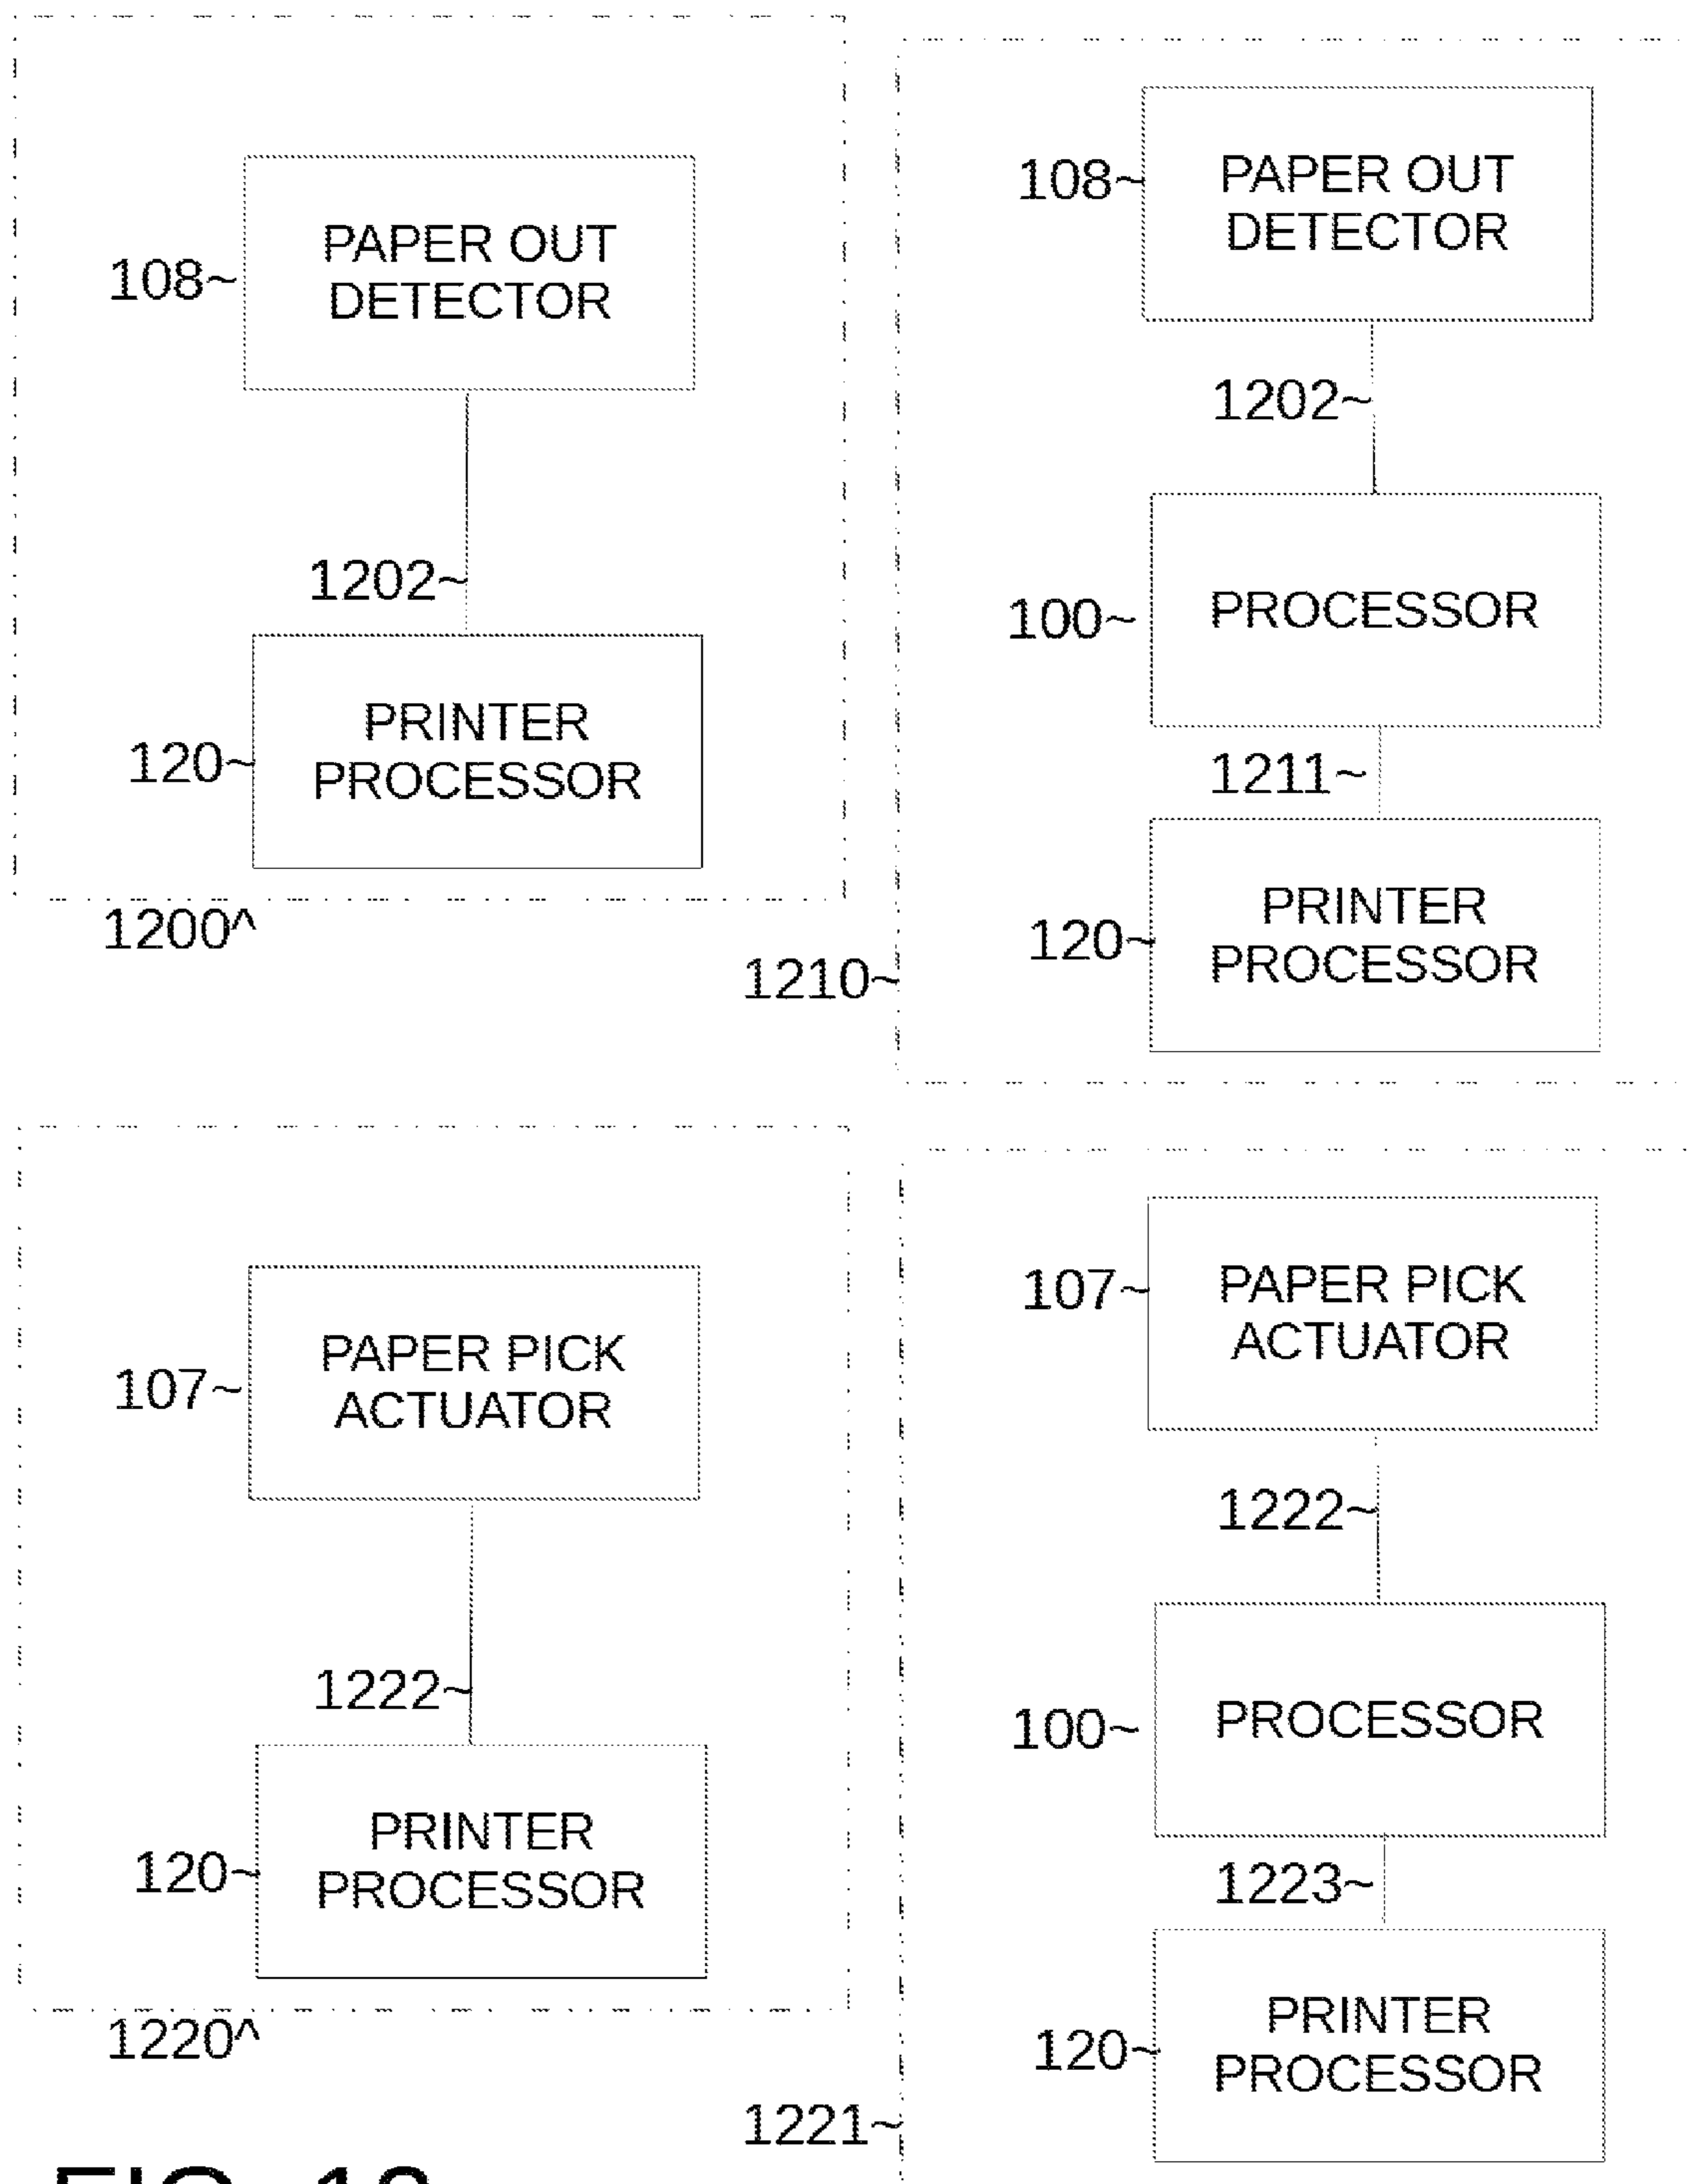 PAPER OUT
DETECTOR
108~
1202~
PRINTER
PROCESSOR
120~
1200^
PAPER OUT
DETECTOR
108~
1202~
PROCESSOR
100~
1211~
PRINTER
PROCESSOR
120~
1210~
PAPER PICK
ACTUATOR
107~
1222~
PRINTER
PROCESSOR
120~
1220^
PAPER PICK
ACTUATOR
107~
1222~
PROCESSOR
100~
1223~
PRINTER
PROCESSOR
120~
1221~
FIG.